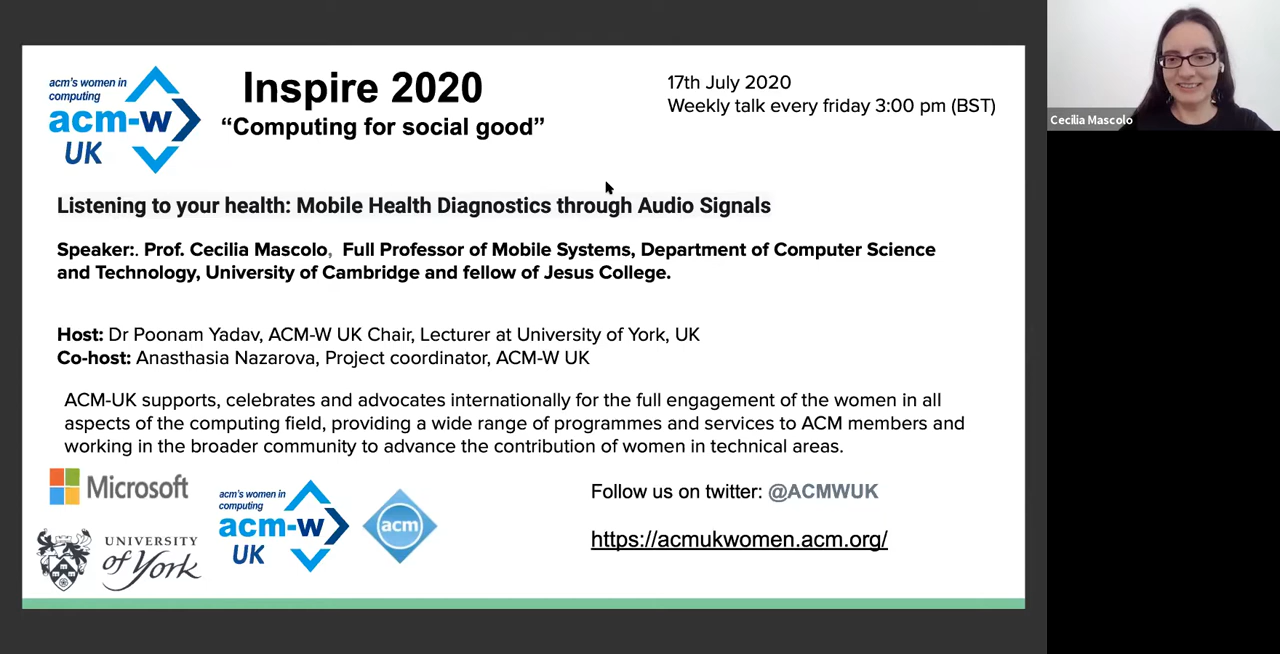 acm's women in
computing
acm-w
UK
Inspire 2020
“Computing for social good”
17th July 2020
Weekly talk every friday 3:00 pm (BST)
Cecilia Mascolo
Listening to your health: Mobile Health Diagnostics through Audio Signals
Speaker:. Prof. Cecilia Mascolo, Full Professor of Mobile Systems, Department of Computer Science
and Technology, University of Cambridge and fellow of Jesus College.
Host: Dr Poonam Yadav, ACM-W UK Chair, Lecturer at University of York, UK
Co-host: Anasthasia Nazarova, Project coordinator, ACM-W UK
ACM-UK supports, celebrates and advocates internationally for the full engagement of the women in all
aspects of the computing field, providing a wide range of programmes and services to ACM members and
working in the broader community to advance the contribution of women in technical areas.
Microsoft
acm's women in
computing
acm-w
UK
acm
UNIVERSITY
of York
Follow us on twitter: @ACMWUK
https://acmukwomen.acm.org/